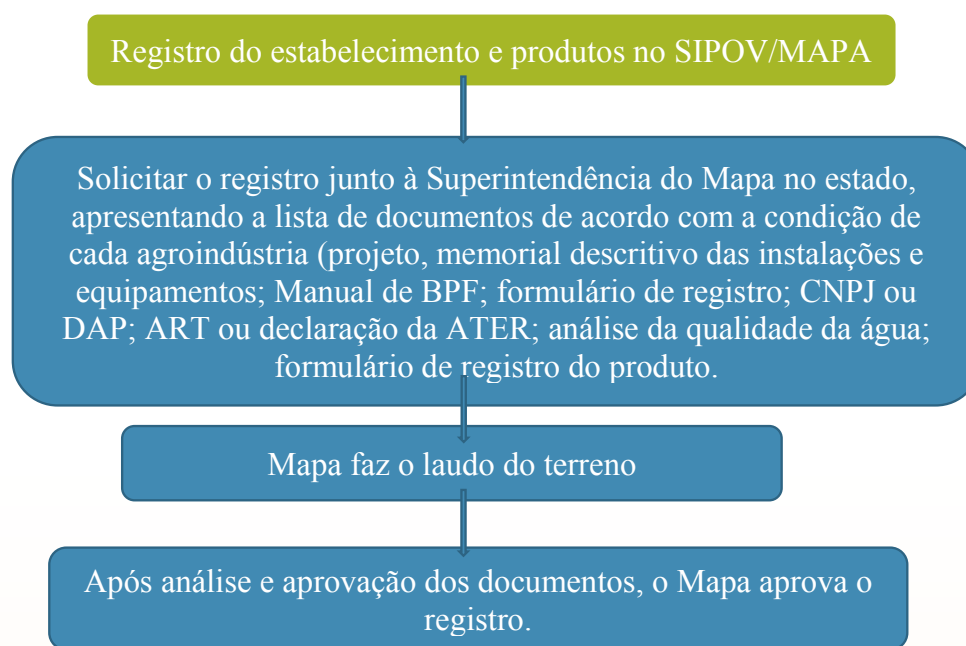 Registro do estabelecimento e produtos no SIPOV/MAPA
Solicitar o registro junto à Superintendência do Mapa no estado,
apresentando a lista de documentos de acordo com a condição de
cada agroindústria (projeto, memorial descritivo das instalações e
equipamentos; Manual de BPF; formulário de registro; CNPJ ou
DAP; ART ou declaração da ATER; análise da qualidade da água;
formulário de registro do produto.
Mapa faz o laudo do terreno
Após análise e aprovação dos documentos, o Mapa aprova o
registro.